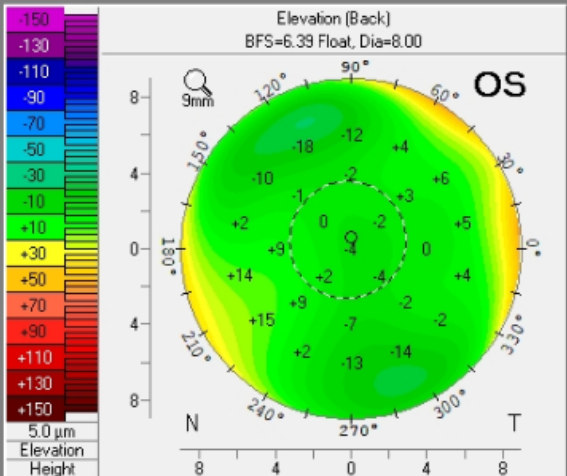 Elevation (Back)
BFS=6.39 Float, Dia=8.00
OS
9mm
-150
-130
-110
-90
-70
-50
-30
-10
+10
+30
+50
+70
+90
+110
+130
+150
5.0 µm
Elevation
Height
8
4
0
4
8
90°
120°
60°
150°
30°
180°
0°
210°
330°
240°
300°
270°
-18 -12 +4
-10 -2 +6
-1 +3
+2 0 -2 +5
+9 -4 0
+14 +2 -4 +4
+9 -2
+15 -7 -2
+2 -13 -14
N T
8 4 0 4 8